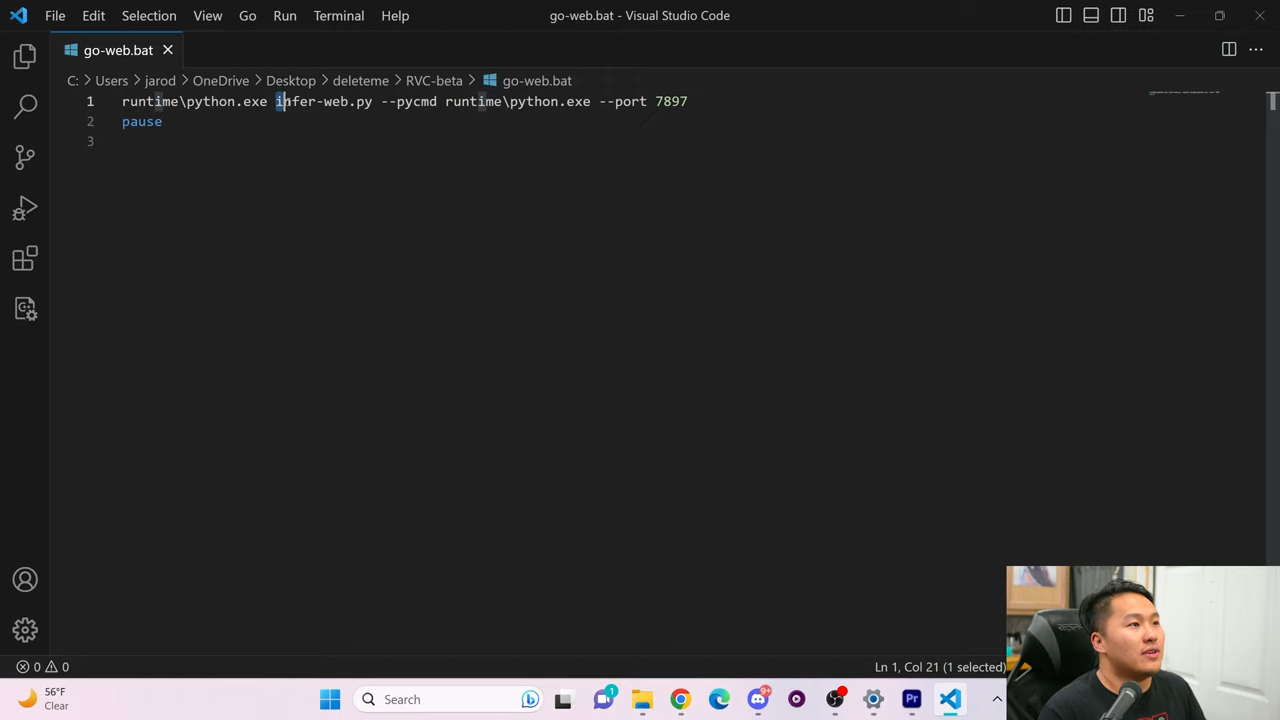 File Edit Selection View Go Run Terminal Help go-web.bat - Visual Studio Code
go-web.bat
C: > Users > jarod > OneDrive > Desktop > deleteme > RVC-beta > go-web.bat
1 runtime\python.exe infer-web.py --pycmd runtime\python.exe --port 7897
2 pause
3
0 0 Ln 1, Col 21 (1 selected)
56°F
Clear
Search
1
9+